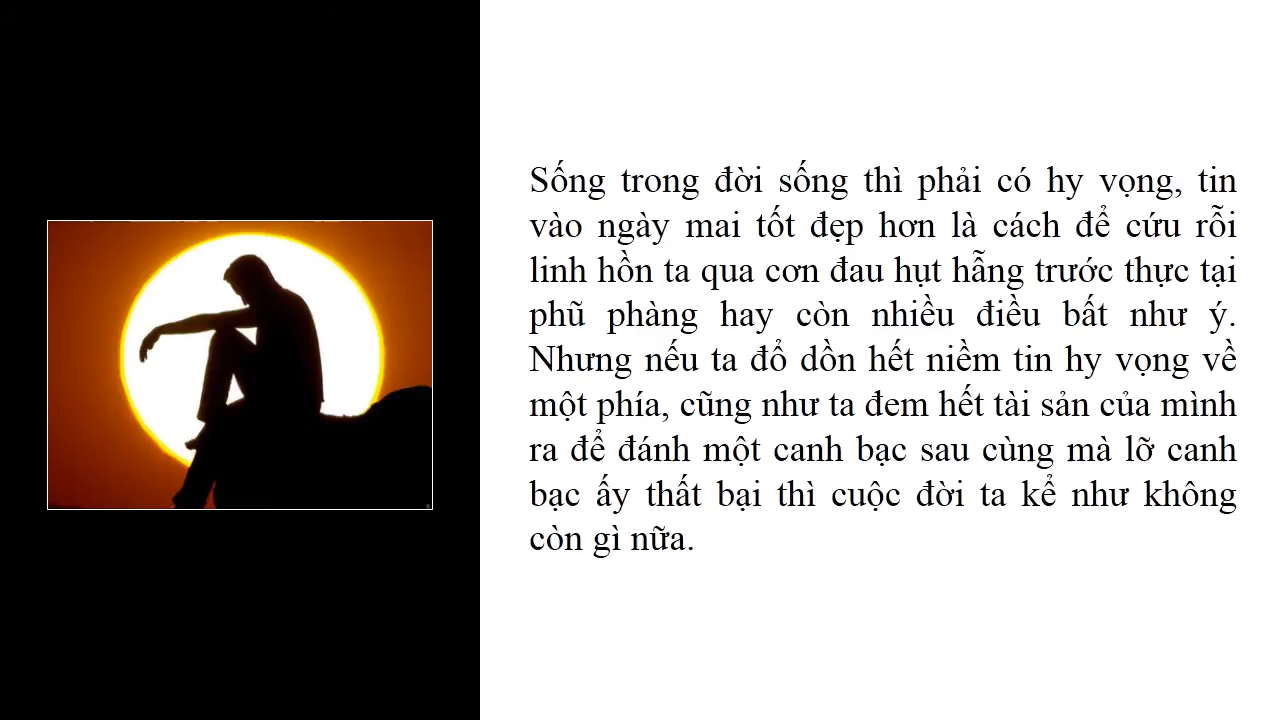 Sống trong đời sống thì phải có hy vọng, tin
vào ngày mai tốt đẹp hơn là cách để cứu rỗi
linh hồn ta qua cơn đau hụt hẫng trước thực tại
phũ phàng hay còn nhiều điều bất như ý.
Nhưng nếu ta đổ dồn hết niềm tin hy vọng về
một phía, cũng như ta đem hết tài sản của mình
ra để đánh một canh bạc sau cùng mà lỡ canh
bạc ấy thất bại thì cuộc đời ta kể như không
còn gì nữa.